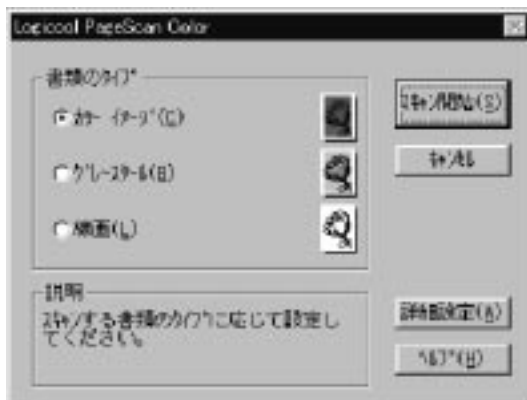 Logicool PageScan Color
書類のﾀｲﾌﾟ
ｶﾗｰ ｲﾒｰｼﾞ(C)
ｸﾞﾚｰｽｹｰﾙ(B)
線画(L)
ｽｷｬﾝ開始(S)
ｷｬﾝｾﾙ
説明
ｽｷｬﾝする書類のﾀｲﾌﾟに応じて設定し
てください。
詳細設定(A)
ﾍﾙﾌﾟ(H)